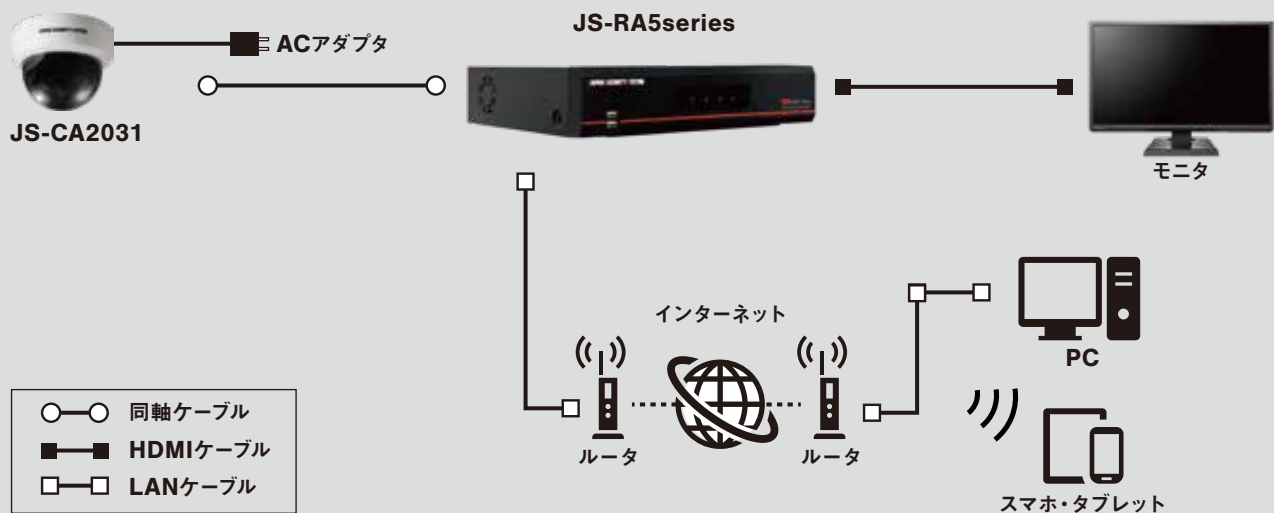 JS-RA5series
ACアダプタ
JS-CA2031
モニタ
インターネット
PC
ルータ
ルータ
スマホ・タブレット
同軸ケーブル
HDMIケーブル
LANケーブル